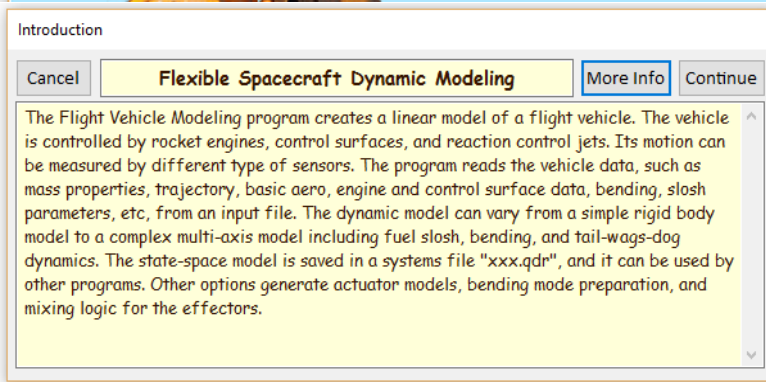 Introduction
Cancel
Flexible Spacecraft Dynamic Modeling
More Info
Continue
The Flight Vehicle Modeling program creates a linear model of a flight vehicle. The vehicle
is controlled by rocket engines, control surfaces, and reaction control jets. Its motion can
be measured by different type of sensors. The program reads the vehicle data, such as
mass properties, trajectory, basic aero, engine and control surface data, bending, slosh
parameters, etc, from an input file. The dynamic model can vary from a simple rigid body
model to a complex multi-axis model including fuel slosh, bending, and tail-wags-dog
dynamics. The state-space model is saved in a systems file "xxx.qdr", and it can be used by
other programs. Other options generate actuator models, bending mode preparation, and
mixing logic for the effectors.